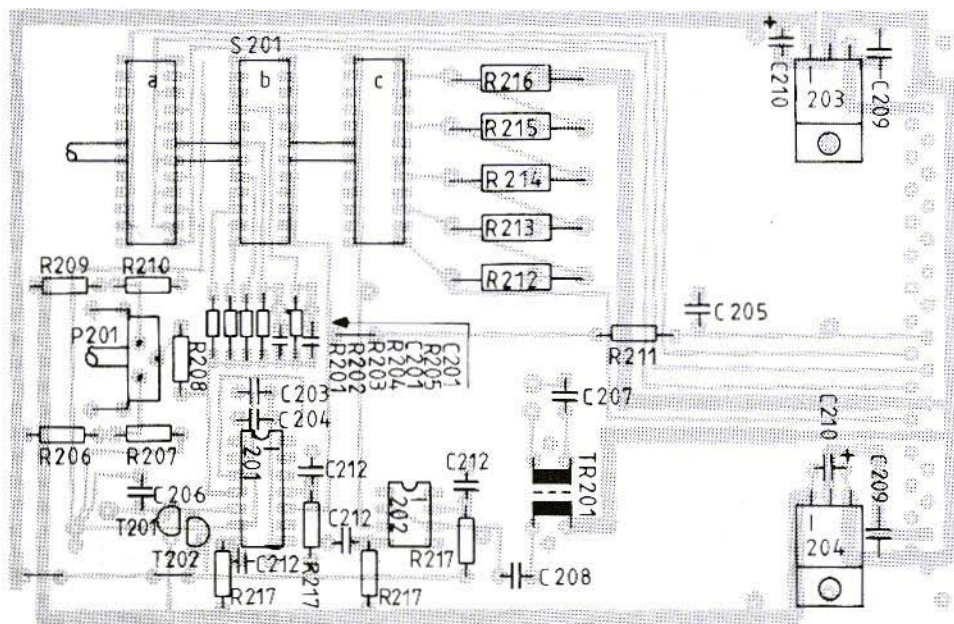 S201
a
b
c
R216
R215
R214
R213
R212
+
C210
C209
I
203
R209
R210
P201
R208
R201
R202
R203
R204
C201
R205
C201
R211
C205
C203
C204
C207
R206
R207
I
201
C206
T201
T202
C212
R217
C212
R217
C212
R217
I
202
C212
R217
C208
TR201
C210
+
C209
I
204